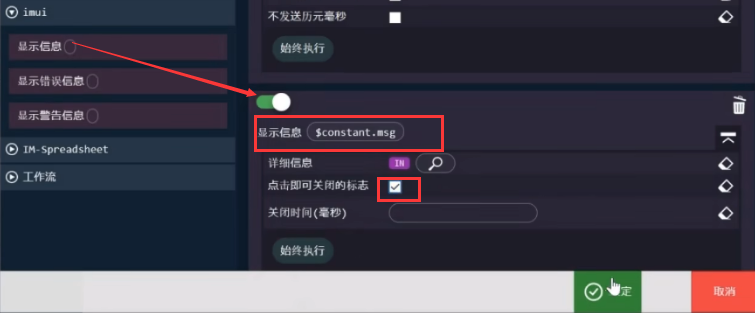 imui
显示信息
显示错误信息
显示警告信息
IM-Spreadsheet
工作流
不发送历元毫秒
始终执行
显示信息 $constant.msg
详细信息 IN
点击即可关闭的标志
关闭时间(毫秒)
始终执行
定
取消